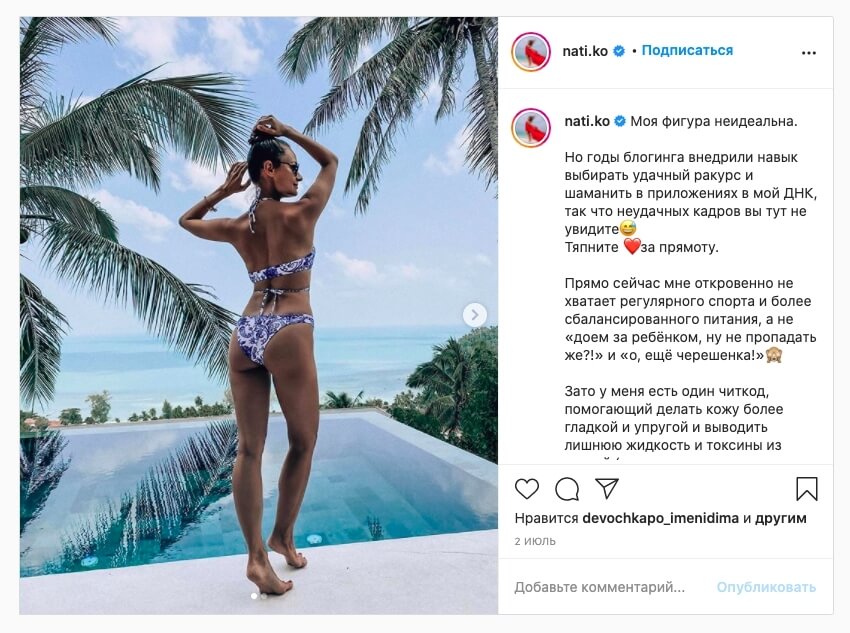 nati.ko • Подписаться
nati.ko Моя фигура неидеальна.
Но годы блогинга внедрили навык
выбирать удачный ракурс и
шаманить в приложениях в мой ДНК,
так что неудачных кадров вы тут не
увидите😅
Тяпните ❤️за прямоту.
Прямо сейчас мне откровенно не
хватает регулярного спорта и более
сбалансированного питания, а не
«доем за ребёнком, ну не пропадать
же?!» и «о, ещё черешенка!»🙈
Зато у меня есть один читкод,
помогающий делать кожу более
гладкой и упругой и выводить
лишнюю жидкость и токсины из
Нравится devochkapo_imenidima и другим
2 ИЮЛЬ
Добавьте комментарий... Опубликовать